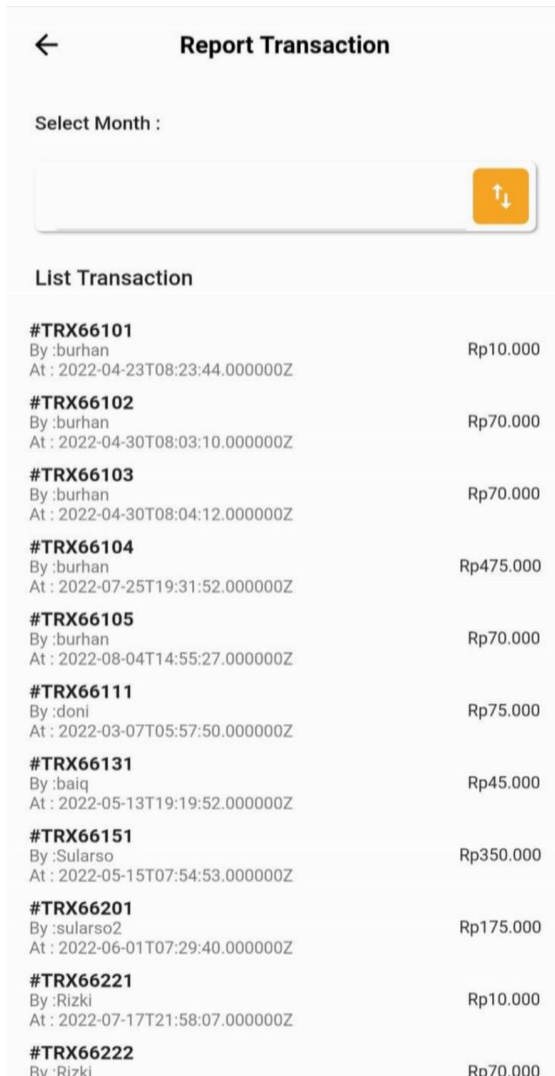 Report Transaction
Select Month :
List Transaction
#TRX66101
By :burhan
Rp10.000
At : 2022-04-23T08:23:44.000000Z
#TRX66102
By :burhan
Rp70.000
At : 2022-04-30T08:03:10.000000Z
#TRX66103
By :burhan
Rp70.000
At : 2022-04-30T08:04:12.000000Z
#TRX66104
By :burhan
Rp475.000
At : 2022-07-25T19:31:52.000000Z
#TRX66105
By :burhan
Rp70.000
At : 2022-08-04T14:55:27.000000Z
#TRX66111
By :doni
Rp75.000
At : 2022-03-07T05:57:50.000000Z
#TRX66131
By :baiq
Rp45.000
At : 2022-05-13T19:19:52.000000Z
#TRX66151
By :Sularso
Rp350.000
At : 2022-05-15T07:54:53.000000Z
#TRX66201
By :sularso2
Rp175.000
At : 2022-06-01T07:29:40.000000Z
#TRX66221
By :Rizki
Rp10.000
At : 2022-07-17T21:58:07.000000Z
#TRX66222
By :Rizki
Rp70.000